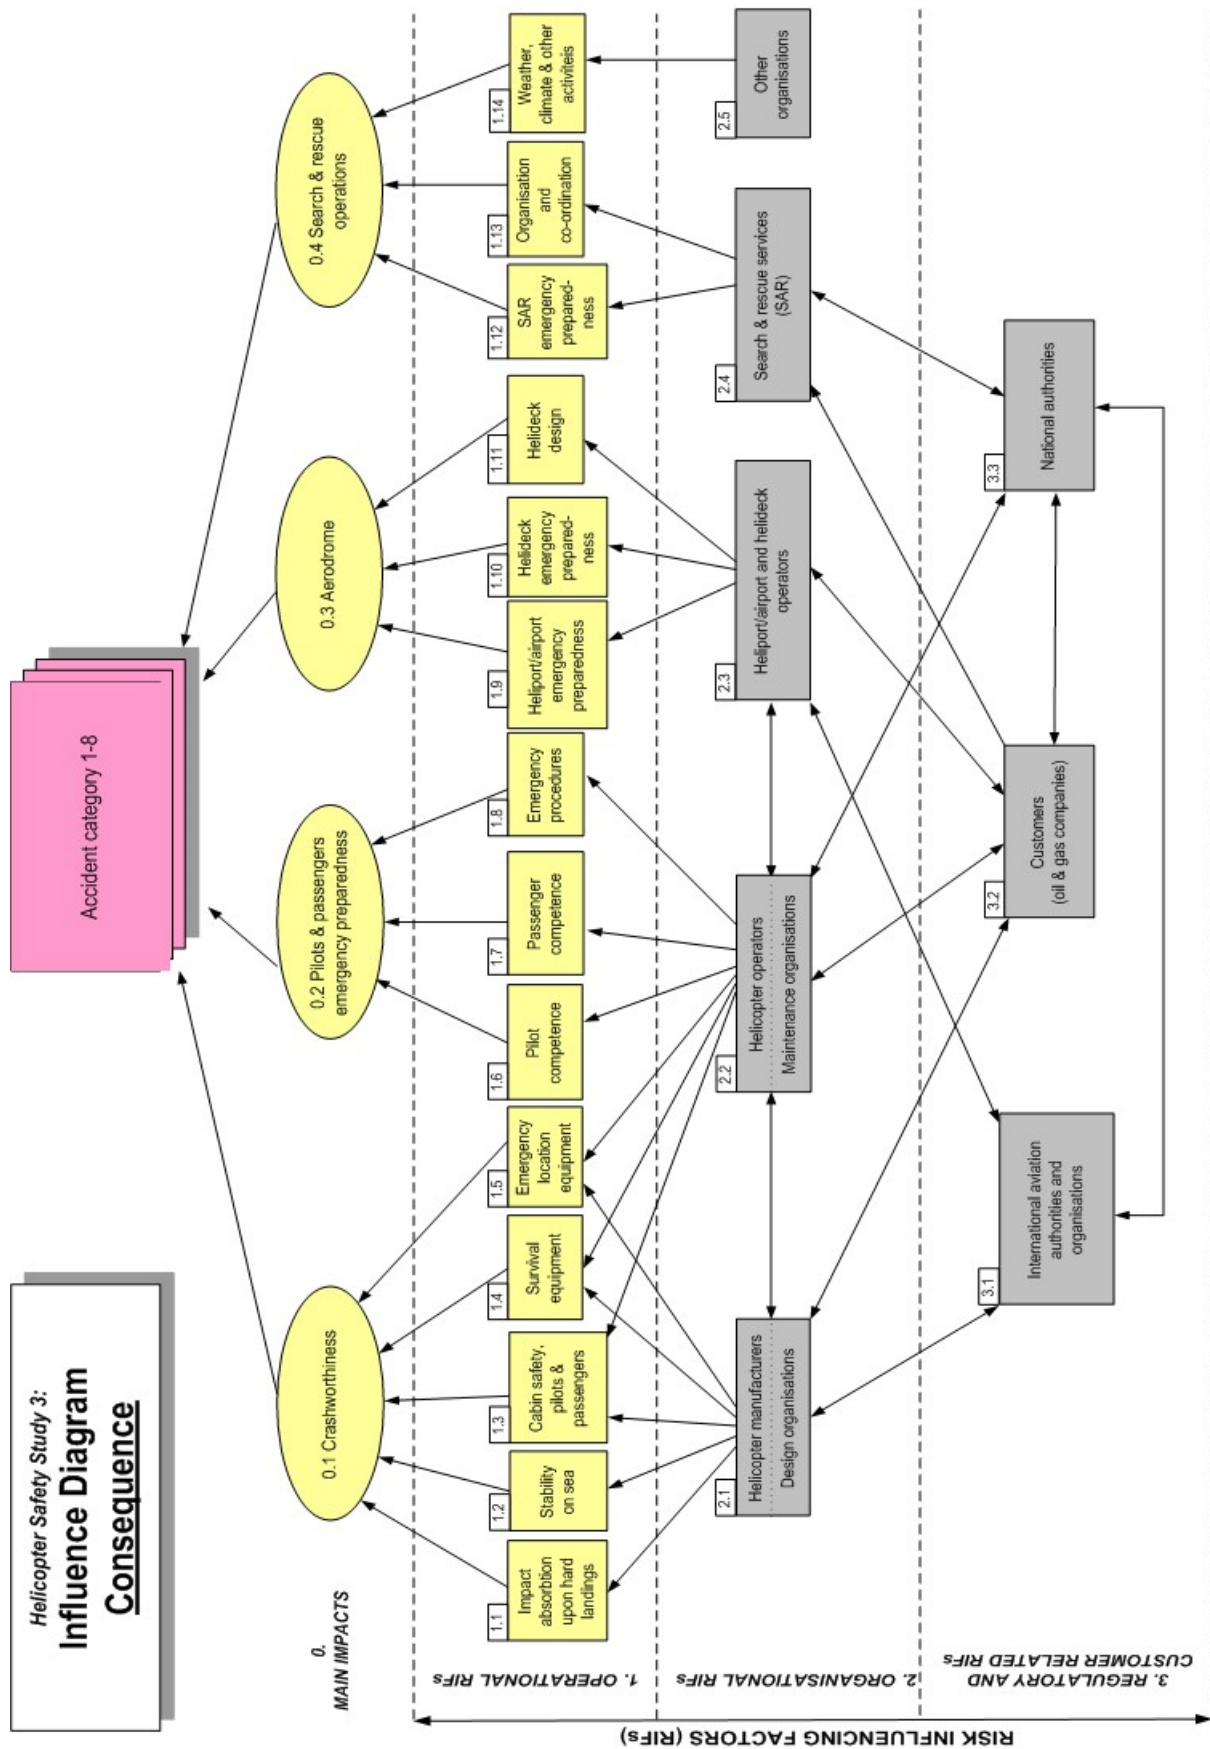 Helicopter Safety Study 3:
Influence Diagram
Consequence
Accident category 1-8
0.
MAIN IMPACTS
0.1 Crashworthiness
0.2 Pilots & passengers
emergency preparedness
0.3 Aerodrome
0.4 Search & rescue
operations
RISK INFLUENCING FACTORS (RIFs)
1. OPERATIONAL RIFs
1.1
Impact
absorbtion
upon hard
landings
1.2
Stability
on sea
1.3
Cabin safety,
pilots &
passengers
1.4
Survival
equipment
1.5
Emergency
location
equipment
1.6
Pilot
competence
1.7
Passenger
competence
1.8
Emergency
procedures
1.9
Heliport/airport
emergency
preparedness
1.10
Helideck
emergency
prepared-
ness
1.11
Helideck
design
1.12
SAR
emergency
prepared-
ness
1.13
Organisation
and
co-ordination
1.14
Weather,
climate & other
activiteis
2. ORGANISATIONAL RIFs
2.1
Helicopter manufacturers
Design organisations
2.2
Helicopter operators
Maintenance organisations
2.3
Heliport/airport and helideck
operators
2.4
Search & rescue services
(SAR)
2.5
Other
organisations
3. REGULATORY AND
CUSTOMER RELATED RIFs
3.1
International aviation
authorities and
organisations
3.2
Customers
(oil & gas companies)
3.3
National authorities